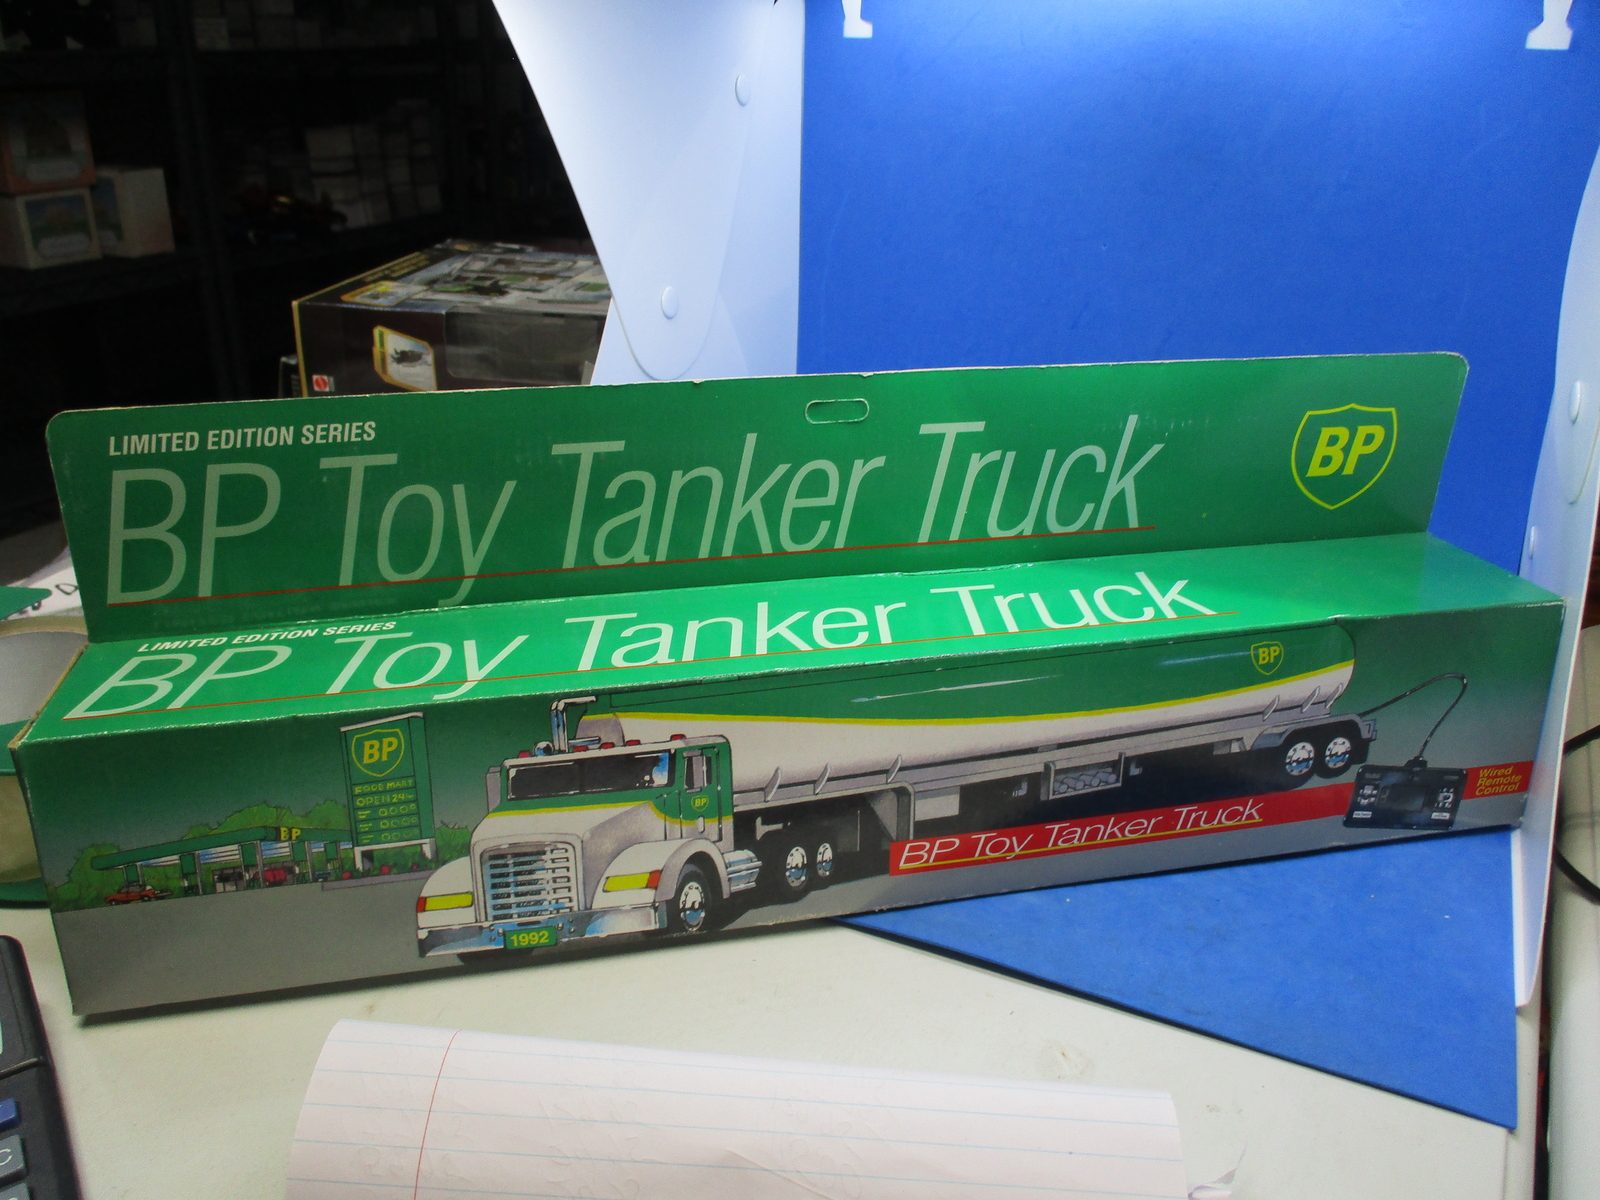 LIMITED EDITION SERIES
BP Toy Tanker Truck
BP
LIMITED EDITION SERIES
BP Toy Tanker Truck
BP
BP
FOOD MART
OPEN 24
BP
BP
Wired
Remote
Control
BP Toy Tanker Truck
1992
C